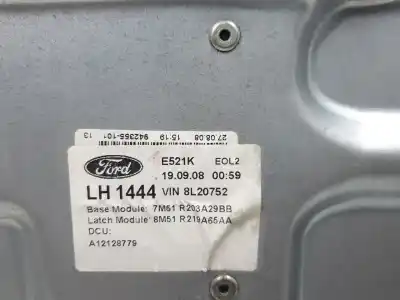 27.08.08 15:19 942355-101 13
Ford
E521K EOL2
19.09.08 00:59
LH 1444 VIN 8L20752
Base Module: 7M51 R203A29BB
Latch Module: 8M51 R219A65AA
DCU:
A12128779